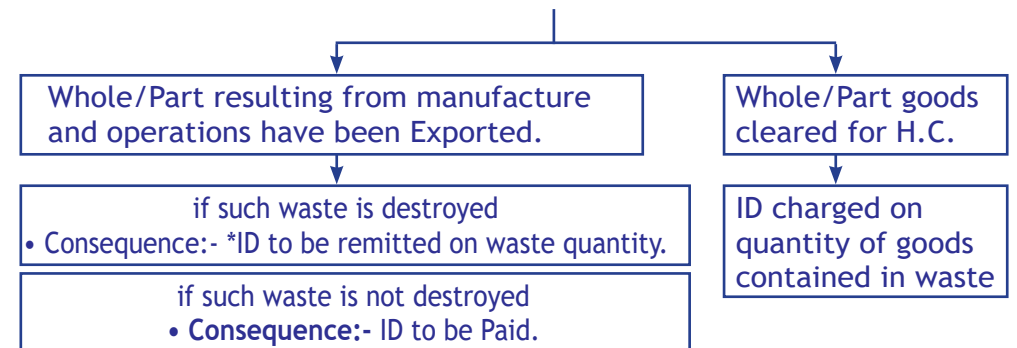 Whole/Part resulting from manufacture
and operations have been Exported.
if such waste is destroyed
• Consequence:- *ID to be remitted on waste quantity.
if such waste is not destroyed
• Consequence:- ID to be Paid.
Whole/Part goods
cleared for H.C.
ID charged on
quantity of goods
contained in waste